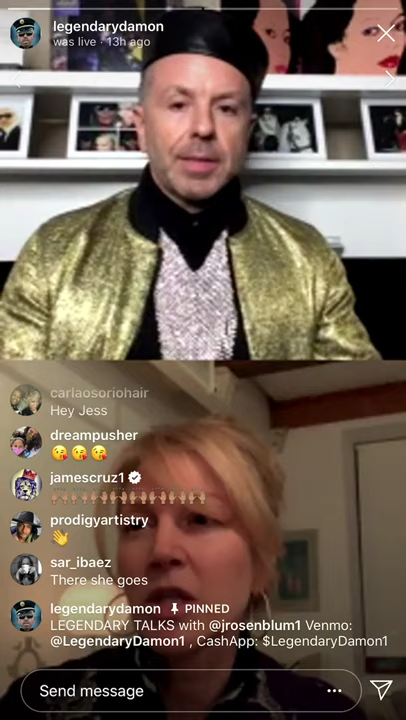 legendarydamon
was live · 13h ago
carlaosoriohair
Hey Jess
dreampusher
😘😘😘
jamescruz1
prodigyartistry
👋
sar_ibaez
There she goes
legendarydamon PINNED
LEGENDARY TALKS with @jrosenblum1 Venmo:
@LegendaryDamon1 , CashApp: $LegendaryDamon1
Send message